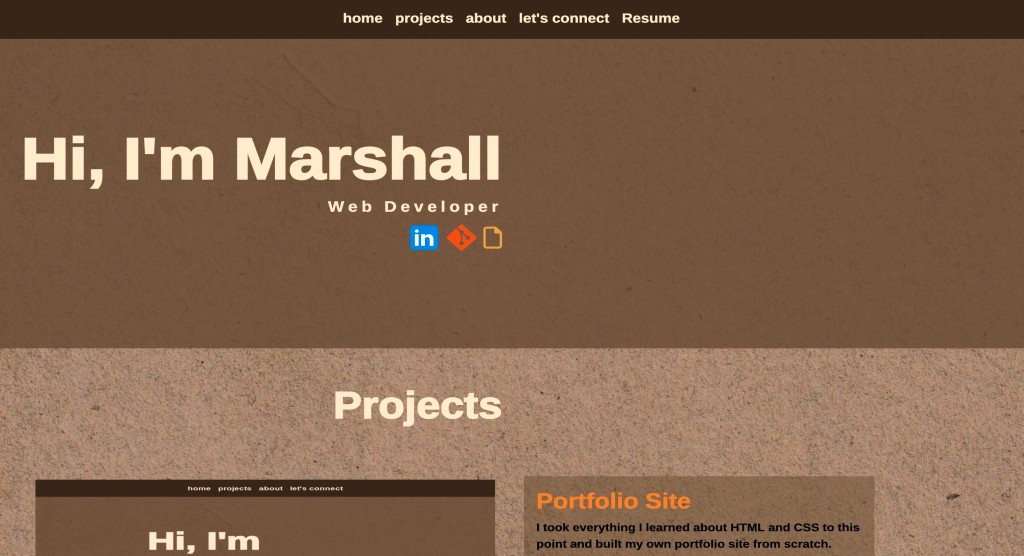 home projects about let's connect Resume
Hi, I'm Marshall
Web Developer
in
Projects
home projects about let's connect
Hi, I'm
Portfolio Site
I took everything I learned about HTML and CSS to this
point and built my own portfolio site from scratch.